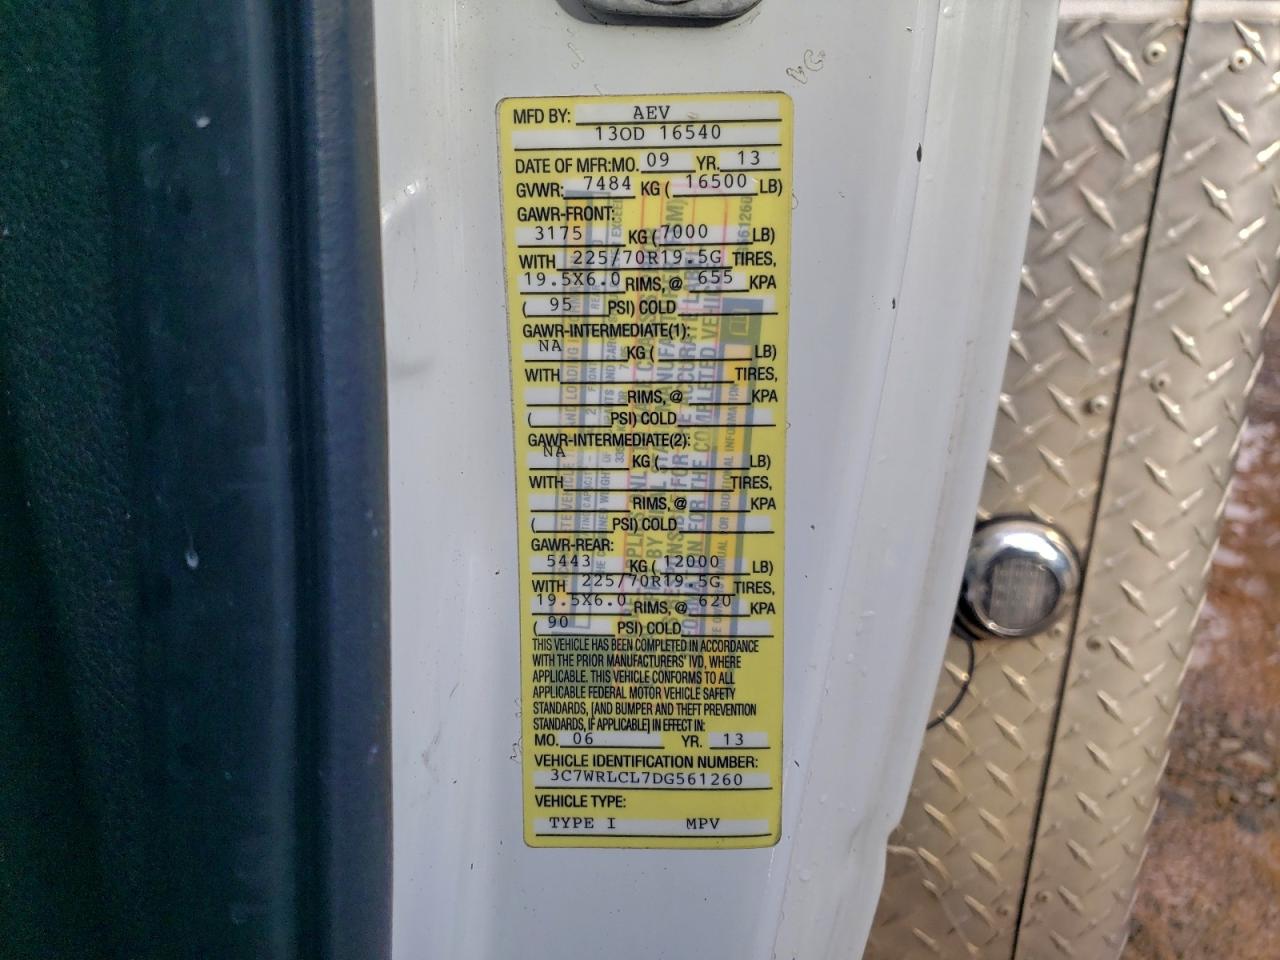 MFD BY: AEV
13OD 16540
DATE OF MFR:MO. 09 YR. 13
GVWR: 7484 KG ( 16500 LB)
GAWR-FRONT:
3175 KG ( 7000 LB)
WITH 225/70R19.5G TIRES,
19.5X6.0 RIMS, @ 655 KPA
( 95 PSI) COLD
GAWR-INTERMEDIATE(1):
NA KG ( LB)
WITH TIRES,
RIMS, @ KPA
( PSI) COLD
GAWR-INTERMEDIATE(2):
NA KG ( LB)
WITH TIRES,
RIMS, @ KPA
( PSI) COLD
GAWR-REAR:
5443 KG ( 12000 LB)
WITH 225/70R19.5G TIRES,
19.5X6.0 RIMS, @ 620 KPA
( 90 PSI) COLD
THIS VEHICLE HAS BEEN COMPLETED IN ACCORDANCE
WITH THE PRIOR MANUFACTURERS' IVD, WHERE
APPLICABLE. THIS VEHICLE CONFORMS TO ALL
APPLICABLE FEDERAL MOTOR VEHICLE SAFETY
STANDARDS, [AND BUMPER AND THEFT PREVENTION
STANDARDS, IF APPLICABLE] IN EFFECT IN:
MO. 06 YR. 13
VEHICLE IDENTIFICATION NUMBER:
3C7WRLCL7DG561260
VEHICLE TYPE:
TYPE I MPV